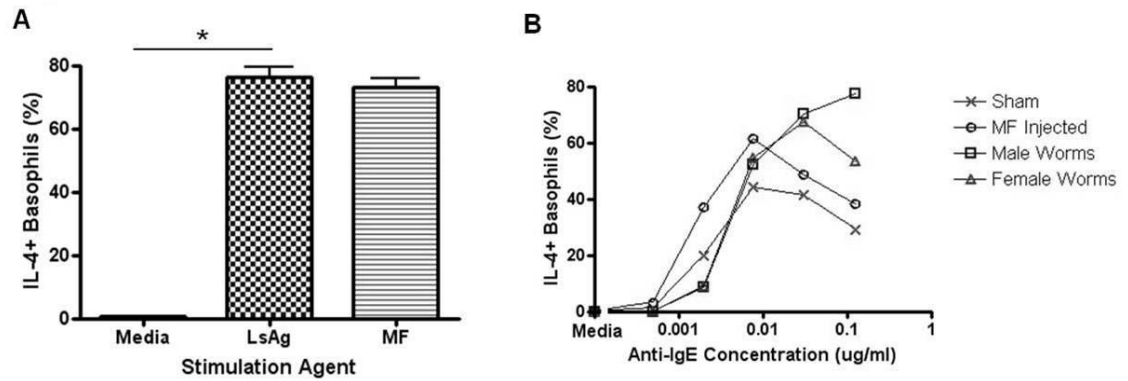 A
*
IL-4+ Basophils (%)
80
60
40
20
0
Media LsAg MF
Stimulation Agent
B
IL-4+ Basophils (%)
80
60
40
20
0
Media 0.001 0.01 0.1 1
Anti-IgE Concentration (ug/ml)
Sham
MF Injected
Male Worms
Female Worms